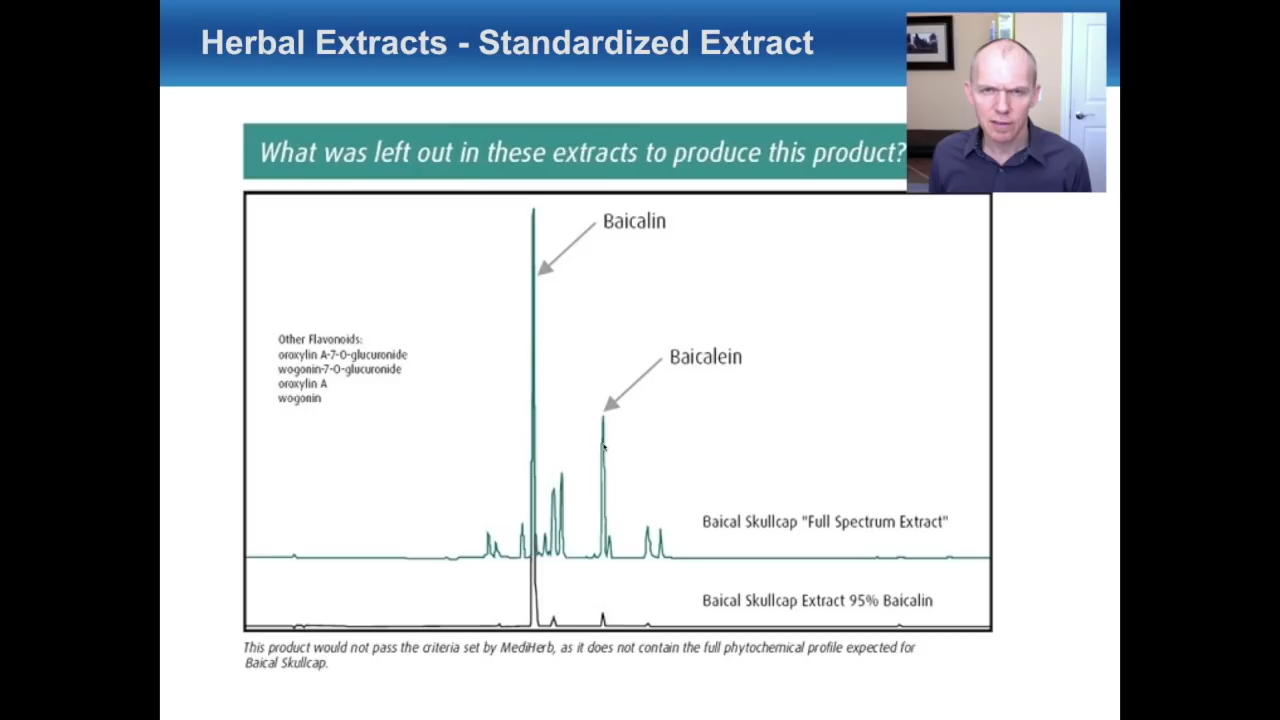 Herbal Extracts - Standardized Extract
What was left out in these extracts to produce this product?
Baicalin
Other Flavonoids:
oroxylin A-7-O-glucuronide
wogonin-7-O-glucuronide
oroxylin A
wogonin
Baicalein
Baical Skullcap "Full Spectrum Extract"
Baical Skullcap Extract 95% Baicalin
This product would not pass the criteria set by MediHerb, as it does not contain the full phytochemical profile expected for
Baical Skullcap.